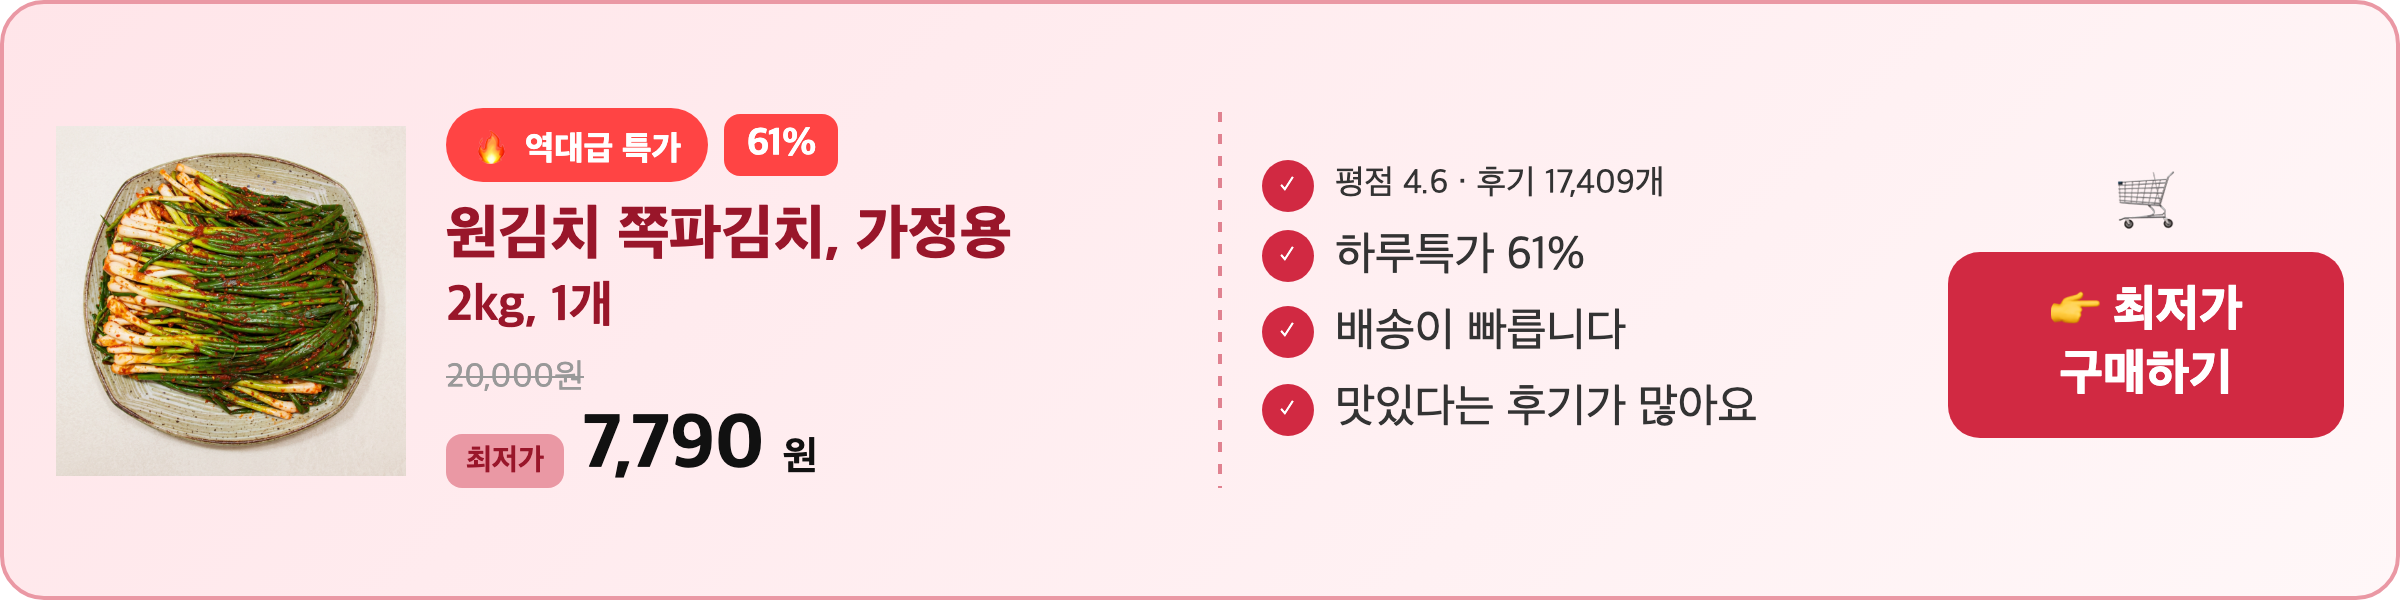 🔥 역대급 특가 61%
원김치 쪽파김치, 가정용
2kg, 1개
20,000원
최저가 7,790 원
✓ 평점 4.6 · 후기 17,409개
✓ 하루특가 61%
✓ 배송이 빠릅니다
✓ 맛있다는 후기가 많아요
👉 최저가
구매하기